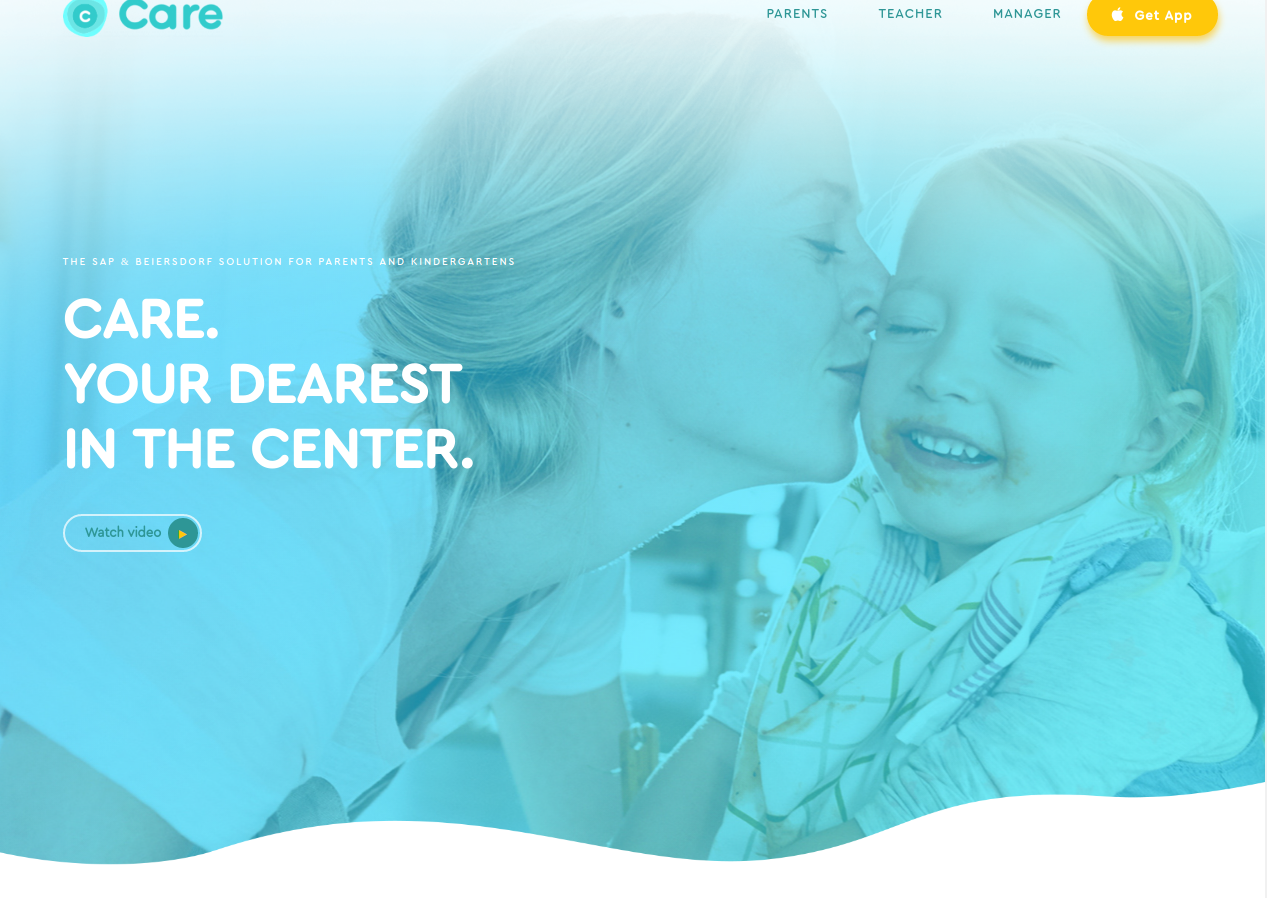 C Care
PARENTS TEACHER MANAGER Get App
THE SAP & BEIERSDORF SOLUTION FOR PARENTS AND KINDERGARTENS
CARE.
YOUR DEAREST
IN THE CENTER.
Watch video